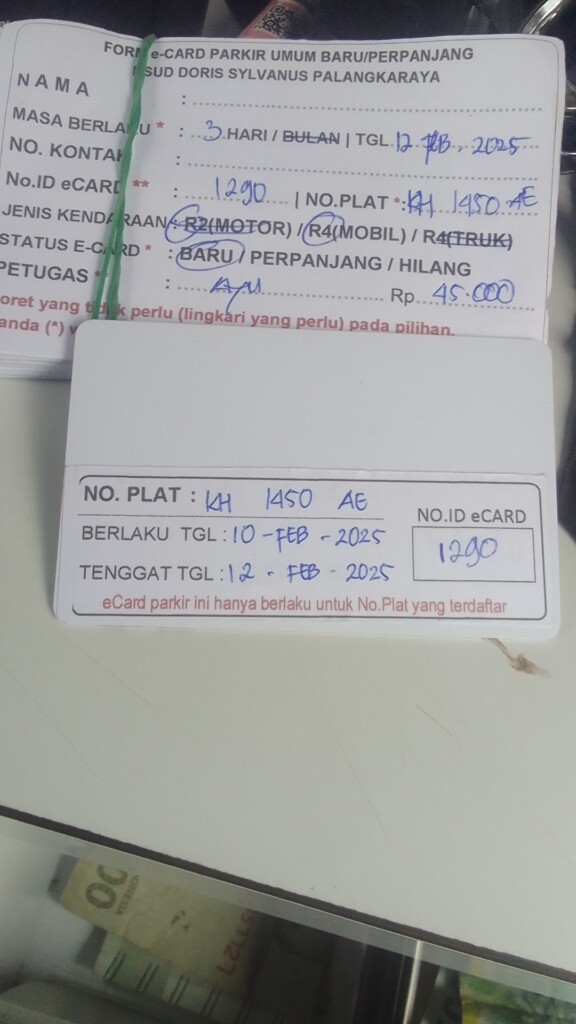 FORM e-CARD PARKIR UMUM BARU/PERPANJANG
RSUD DORIS SYLVANUS PALANGKARAYA
NAMA :
MASA BERLAKU * : 3 HARI / BULAN | TGL. 12 FEB. 2025
NO. KONTAK :
No.ID eCARD ** : 1290 | NO.PLAT *: KH 1450 AE
JENIS KENDARAAN : R2(MOTOR) / R4(MOBIL) / R4(TRUK)
STATUS E-CARD * : BARU / PERPANJANG / HILANG
PETUGAS * : Rp. 45.000
oret yang tidak perlu (lingkari yang perlu) pada pilihan.
anda (*)
NO. PLAT : KH 1450 AE
BERLAKU TGL : 10 - FEB - 2025
TENGGAT TGL : 12 - FEB - 2025
NO.ID eCARD
1290
eCard parkir ini hanya berlaku untuk No.Plat yang terdaftar